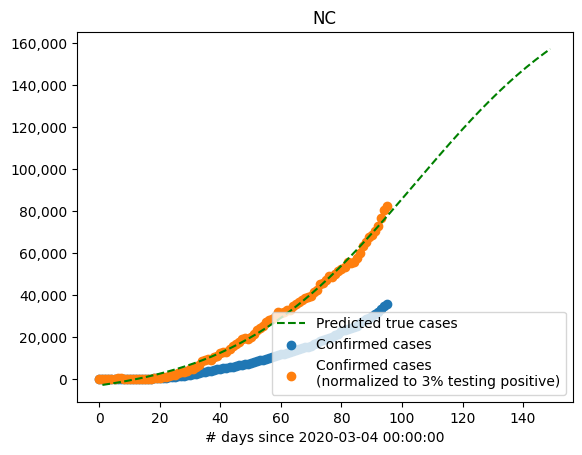 NC
160,000
140,000
120,000
100,000
80,000
60,000
40,000
20,000
0
Predicted true cases
Confirmed cases
Confirmed cases
(normalized to 3% testing positive)
0 20 40 60 80 100 120 140
# days since 2020-03-04 00:00:00